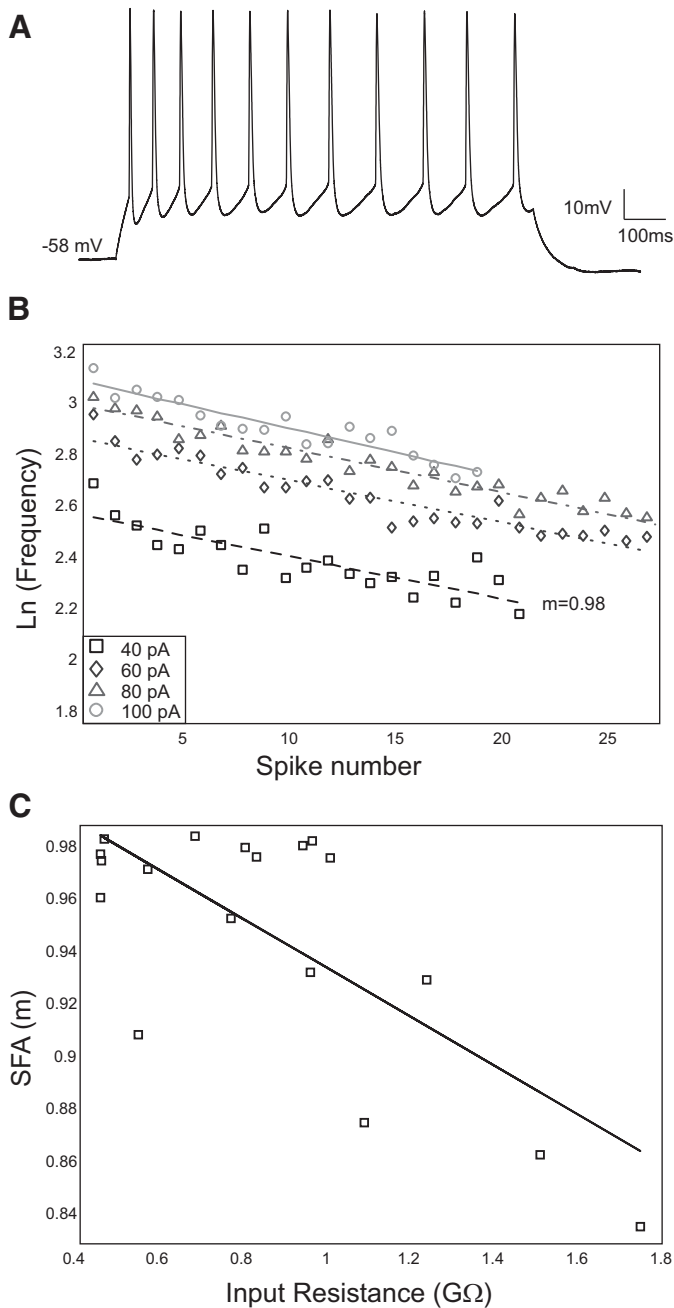 A
-58 mV
10mV
100ms
B
Ln (Frequency)
3.2
3
2.8
2.6
2.4
2.2
2
1.8
m=0.98
40 pA
60 pA
80 pA
100 pA
5
10
15
20
25
Spike number
C
SFA (m)
0.98
0.96
0.94
0.92
0.9
0.88
0.86
0.84
0.4
0.6
0.8
1
1.2
1.4
1.6
1.8
Input Resistance (GΩ)